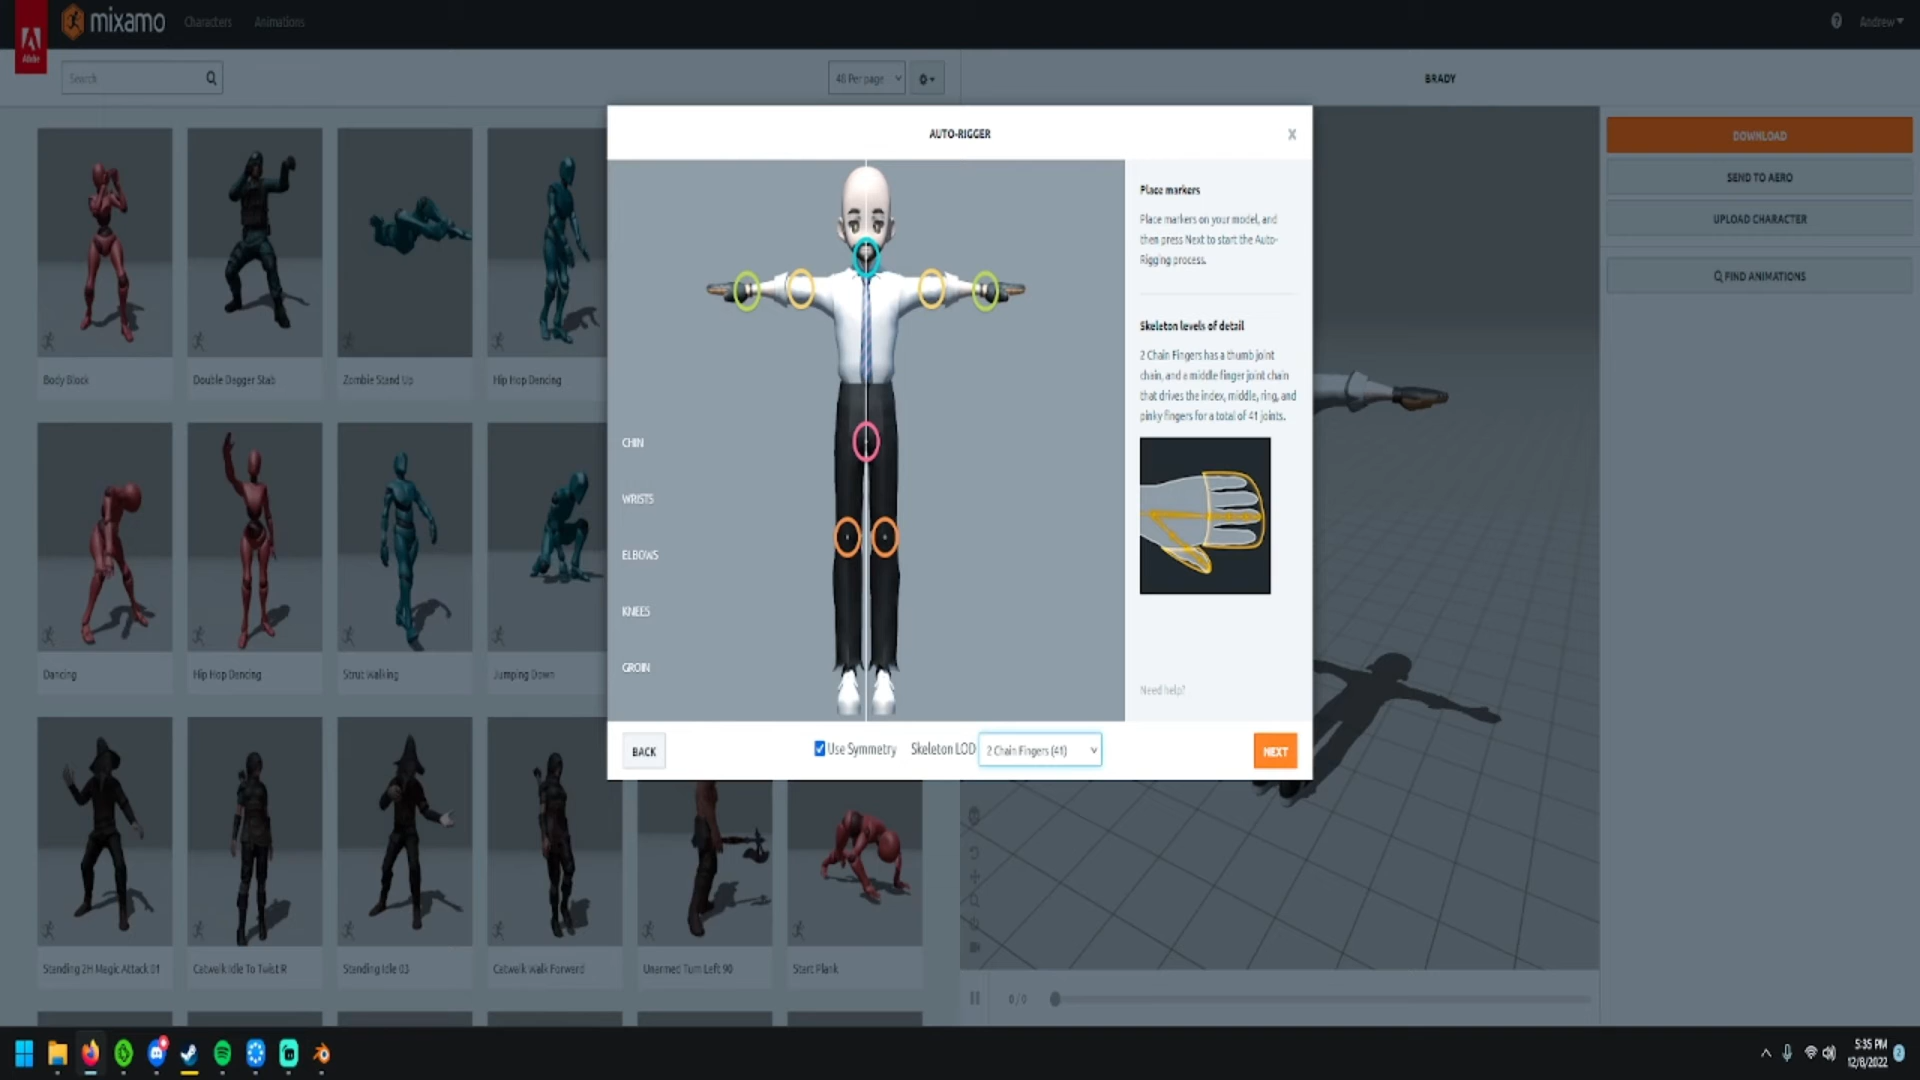 Adobe
mixamo
Characters
Animations
Andrew
Search
48 Per page
BRADY
AUTO-RIGGER
x
DOWNLOAD
SEND TO AERO
UPLOAD CHARACTER
FIND ANIMATIONS
Place markers
Place markers on your model, and
then press Next to start the Auto-
Rigging process.
Skeleton levels of detail
2 Chain Fingers has a thumb joint
chain, and a middle finger joint chain
that drives the index, middle, ring, and
pinky fingers for a total of 41 joints.
Need help?
CHIN
WRISTS
ELBOWS
KNEES
GROIN
BACK
Use Symmetry
Skeleton LOD
2 Chain Fingers (41)
NEXT
Body Block
Double Dagger Stab
Zombie Stand Up
Hip Hop Dancing
Dancing
Hip Hop Dancing
Strut Walking
Jumping Down
Standing 2H Magic Attack 01
Catwalk Idle To Twist R
Standing Idle 03
Catwalk Walk Forward
Unarmed Turn Left 90
Start Plank
0 / 0
5:35 PM
12/8/2022
2